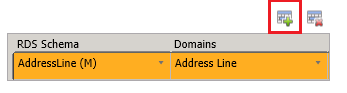 RDS Schema Domains
AddressLine (M) Address Line